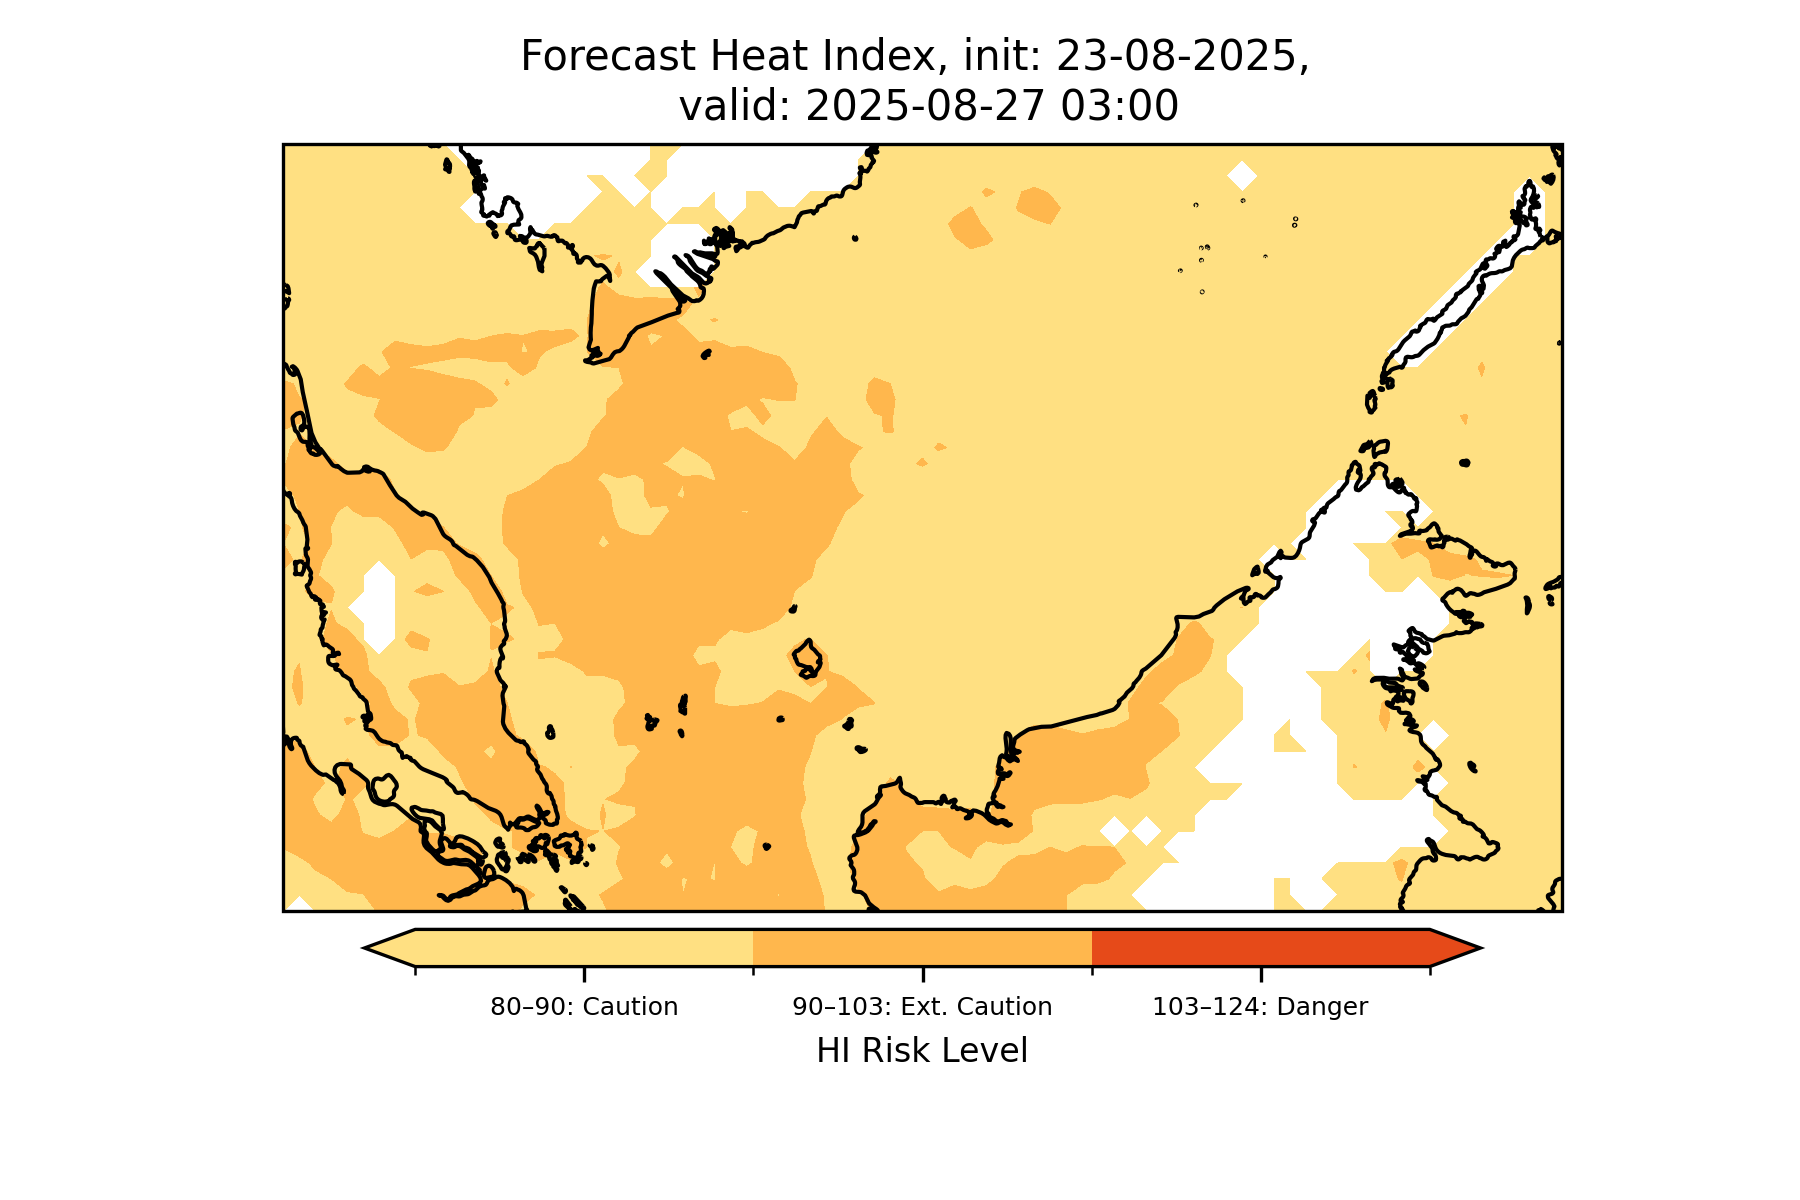 Forecast Heat Index, init: 23-08-2025,
valid: 2025-08-27 03:00
80–90: Caution
90–103: Ext. Caution
103–124: Danger
HI Risk Level